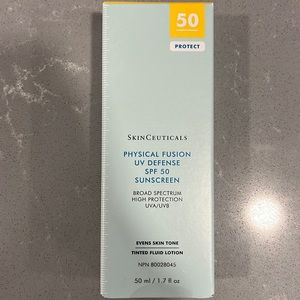 50
PROTECT
SKINCEUTICALS
PHYSICAL FUSION
UV DEFENSE
SPF 50
SUNSCREEN
BROAD SPECTRUM
HIGH PROTECTION
UVA/UVB
EVENS SKIN TONE
TINTED FLUID LOTION
NPN 80028045
50 ml / 1.7 fl oz